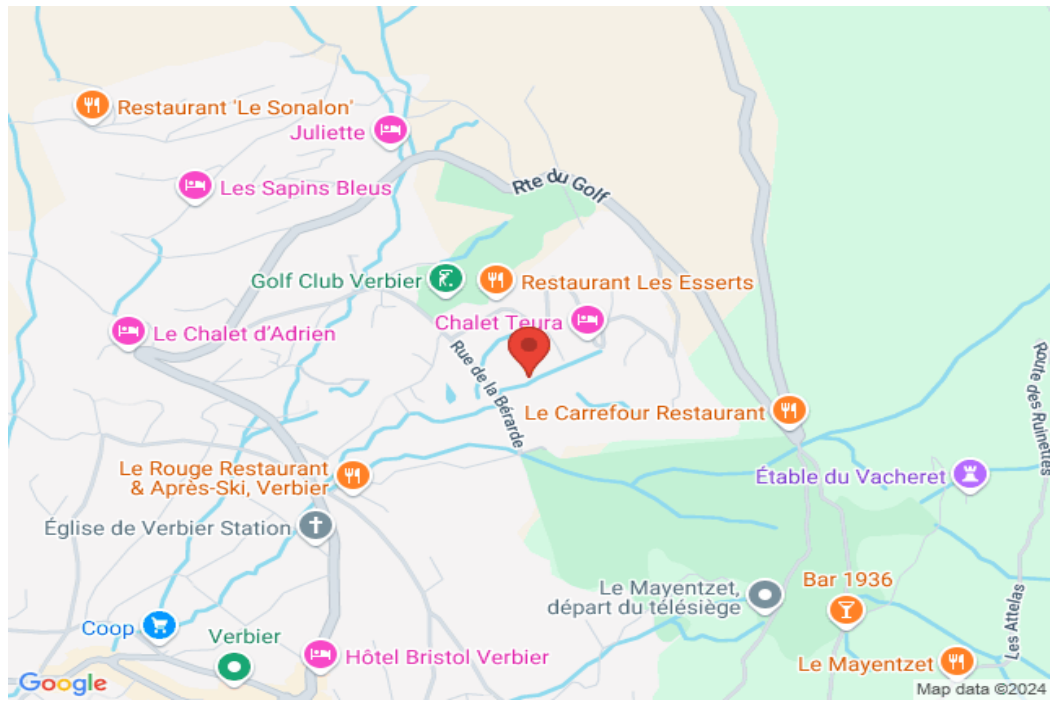 Restaurant 'Le Sonalon'
Juliette
Les Sapins Bleus
Rte du Golf
Golf Club Verbier
Restaurant Les Esserts
Chalet Teura
Le Chalet d'Adrien
Rue de la Bérarde
Route des Ruinettes
Le Carrefour Restaurant
Le Rouge Restaurant
& Après-Ski, Verbier
Étable du Vacheret
Église de Verbier Station
Bar 1936
Le Mayentzet,
départ du télésiège
Les Attelas
Coop
Verbier
Hôtel Bristol Verbier
Le Mayentzet
Google
Map data ©2024